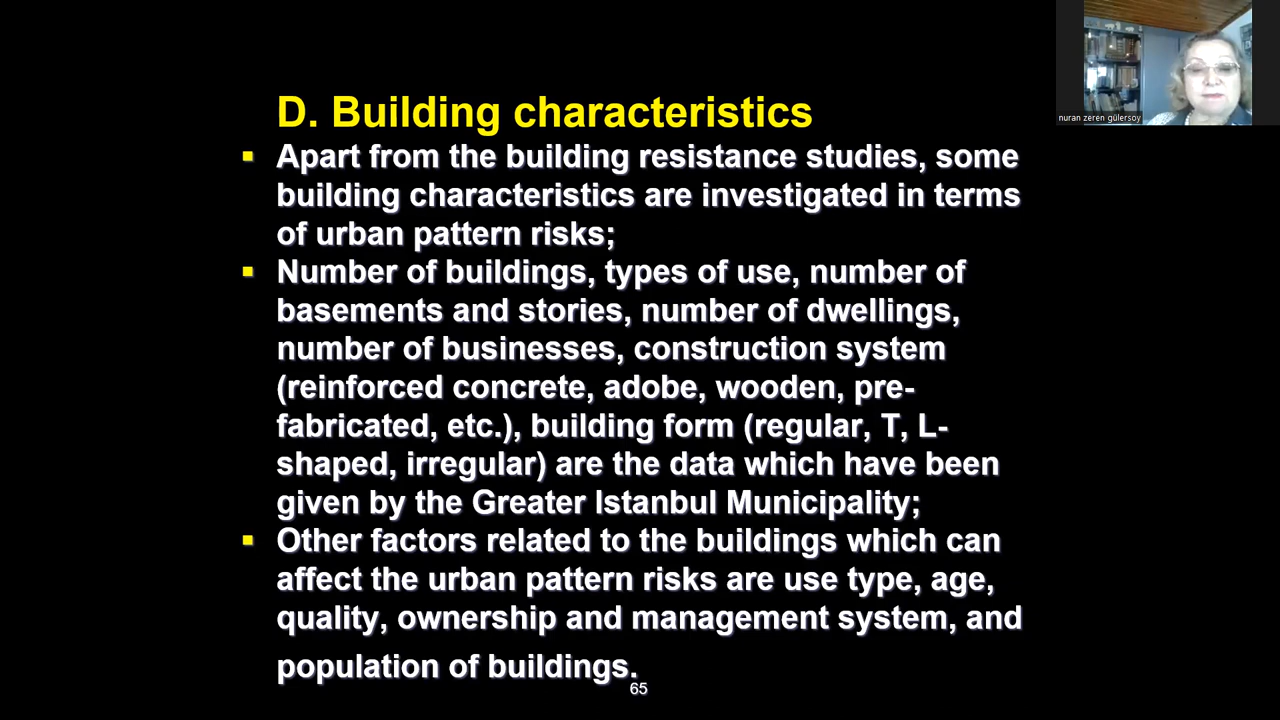 D. Building characteristics
▪ Apart from the building resistance studies, some
building characteristics are investigated in terms
of urban pattern risks;
▪ Number of buildings, types of use, number of
basements and stories, number of dwellings,
number of businesses, construction system
(reinforced concrete, adobe, wooden, pre-
fabricated, etc.), building form (regular, T, L-
shaped, irregular) are the data which have been
given by the Greater Istanbul Municipality;
▪ Other factors related to the buildings which can
affect the urban pattern risks are use type, age,
quality, ownership and management system, and
population of buildings.
65
nuran zeren gülersoy